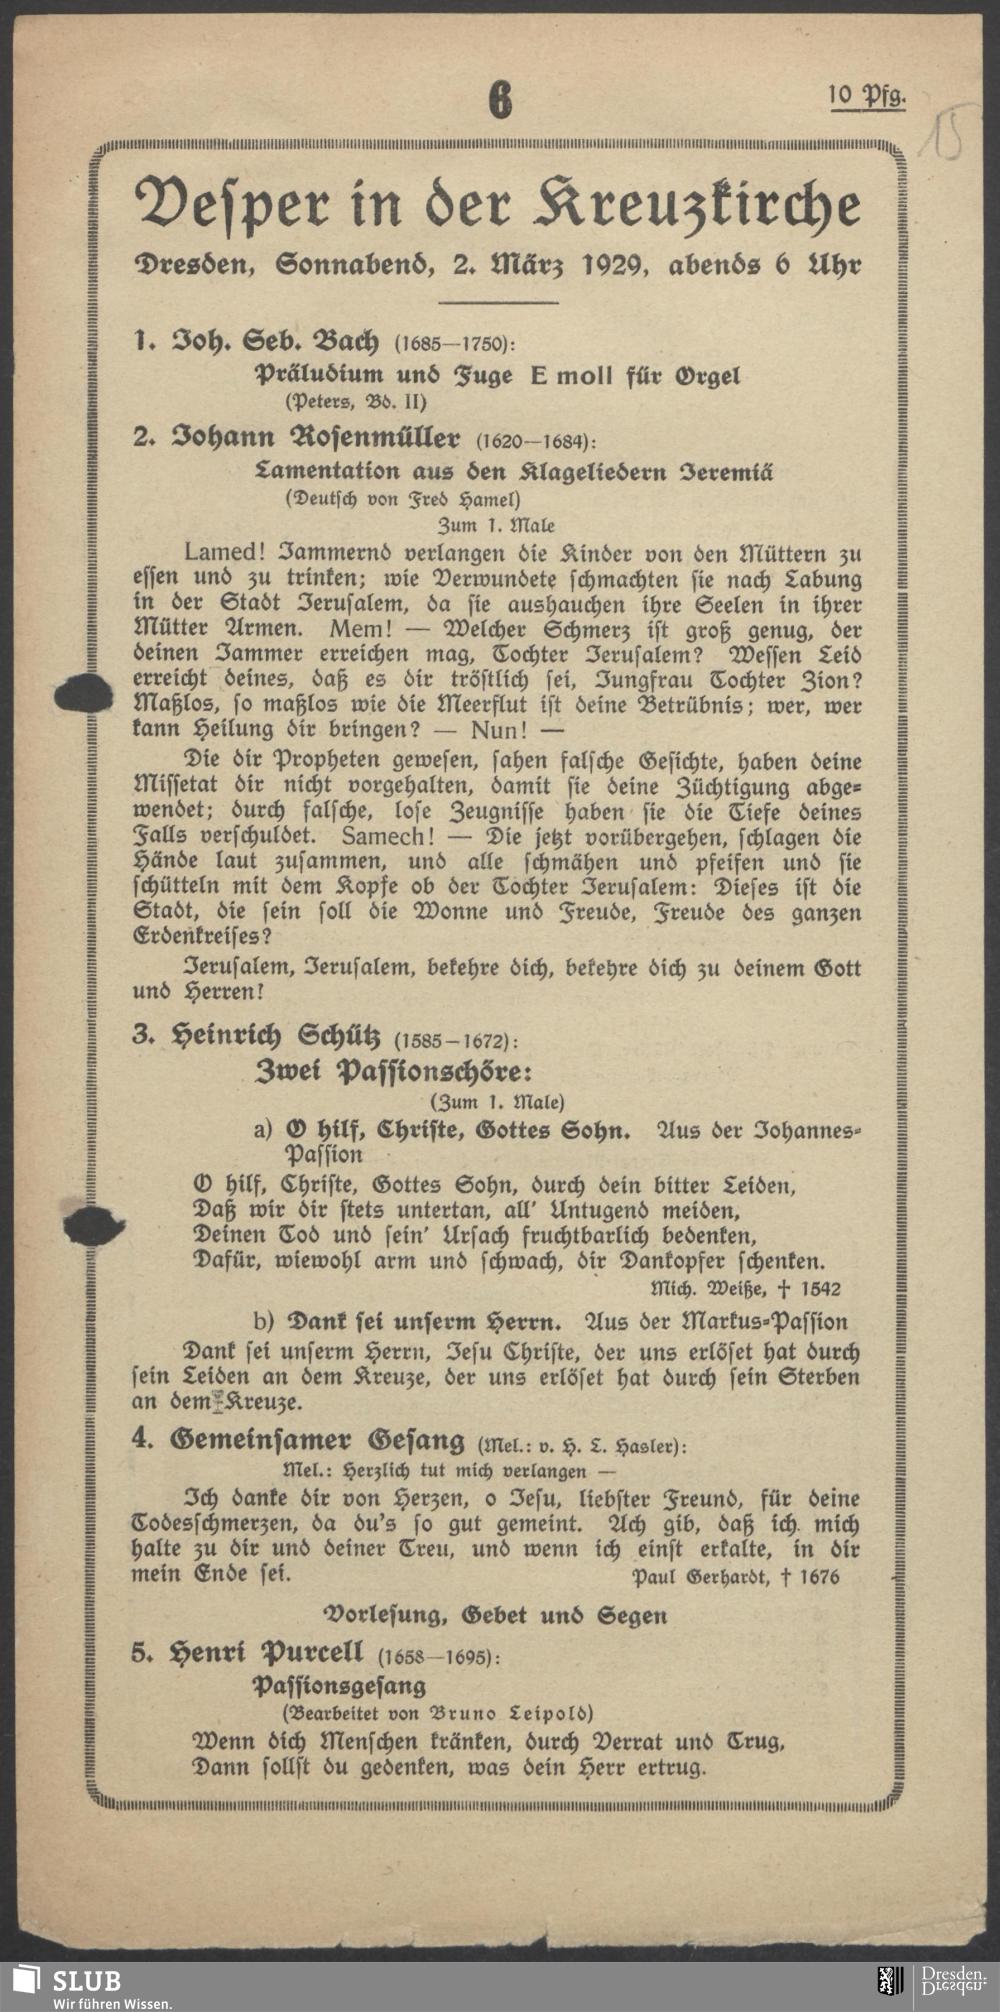 6
10 Pfg.
15
Vesper in der Kreuzkirche
Dresden, Sonnabend, 2. März 1929, abends 6 Uhr
1. Joh. Seb. Bach (1685—1750):
Präludium und Fuge E moll für Orgel
(Peters, Bd. II)
2. Johann Rosenmüller (1620—1684):
Lamentation aus den Klageliedern Jeremiä
(Deutsch von Fred Hamel)
Zum 1. Male
Lamed! Jammernd verlangen die Kinder von den Müttern zu
essen und zu trinken; wie Verwundete schmachten sie nach Labung
in der Stadt Jerusalem, da sie aushauchen ihre Seelen in ihrer
Mütter Armen. Mem! — Welcher Schmerz ist groß genug, der
deinen Jammer erreichen mag, Tochter Jerusalem? Wessen Leid
erreicht deines, daß es dir tröstlich sei, Jungfrau Tochter Zion?
Maßlos, so maßlos wie die Meerflut ist deine Betrübnis; wer, wer
kann Heilung dir bringen? — Nun! —
Die dir Propheten gewesen, sahen falsche Gesichte, haben deine
Missetat dir nicht vorgehalten, damit sie deine Züchtigung abge-
wendet; durch falsche, lose Zeugnisse haben sie die Tiefe deines
Falls verschuldet. Samech! — Die jetzt vorübergehen, schlagen die
Hände laut zusammen, und alle schmähen und pfeifen und sie
schütteln mit dem Kopfe ob der Tochter Jerusalem: Dieses ist die
Stadt, die sein soll die Wonne und Freude, Freude des ganzen
Erdenkreises?
Jerusalem, Jerusalem, bekehre dich, bekehre dich zu deinem Gott
und Herren!
3. Heinrich Schütz (1585—1672):
Zwei Passionschöre:
(Zum 1. Male)
a) O hilf, Christe, Gottes Sohn. Aus der Johannes-
Passion
O hilf, Christe, Gottes Sohn, durch dein bitter Leiden,
Daß wir dir stets untertan, all' Untugend meiden,
Deinen Tod und sein' Ursach fruchtbarlich bedenken,
Dafür, wiewohl arm und schwach, dir Dankopfer schenken.
Mich. Weiße, † 1542
b) Dank sei unserm Herrn. Aus der Markus-Passion
Dank sei unserm Herrn, Jesu Christe, der uns erlöset hat durch
sein Leiden an dem Kreuze, der uns erlöset hat durch sein Sterben
an dem Kreuze.
4. Gemeinsamer Gesang (Mel.: v. H. L. Hasler):
Mel.: Herzlich tut mich verlangen —
Ich danke dir von Herzen, o Jesu, liebster Freund, für deine
Todesschmerzen, da du's so gut gemeint. Ach gib, daß ich mich
halte zu dir und deiner Treu, und wenn ich einst erkalte, in dir
mein Ende sei. Paul Gerhardt, † 1676
Vorlesung, Gebet und Segen
5. Henri Purcell (1658—1695):
Passionsgesang
(Bearbeitet von Bruno Leipold)
Wenn dich Menschen kränken, durch Verrat und Trug,
Dann sollst du gedenken, was dein Herr ertrug.
SLUB
Wir führen Wissen.
Dresden.
Dresden.